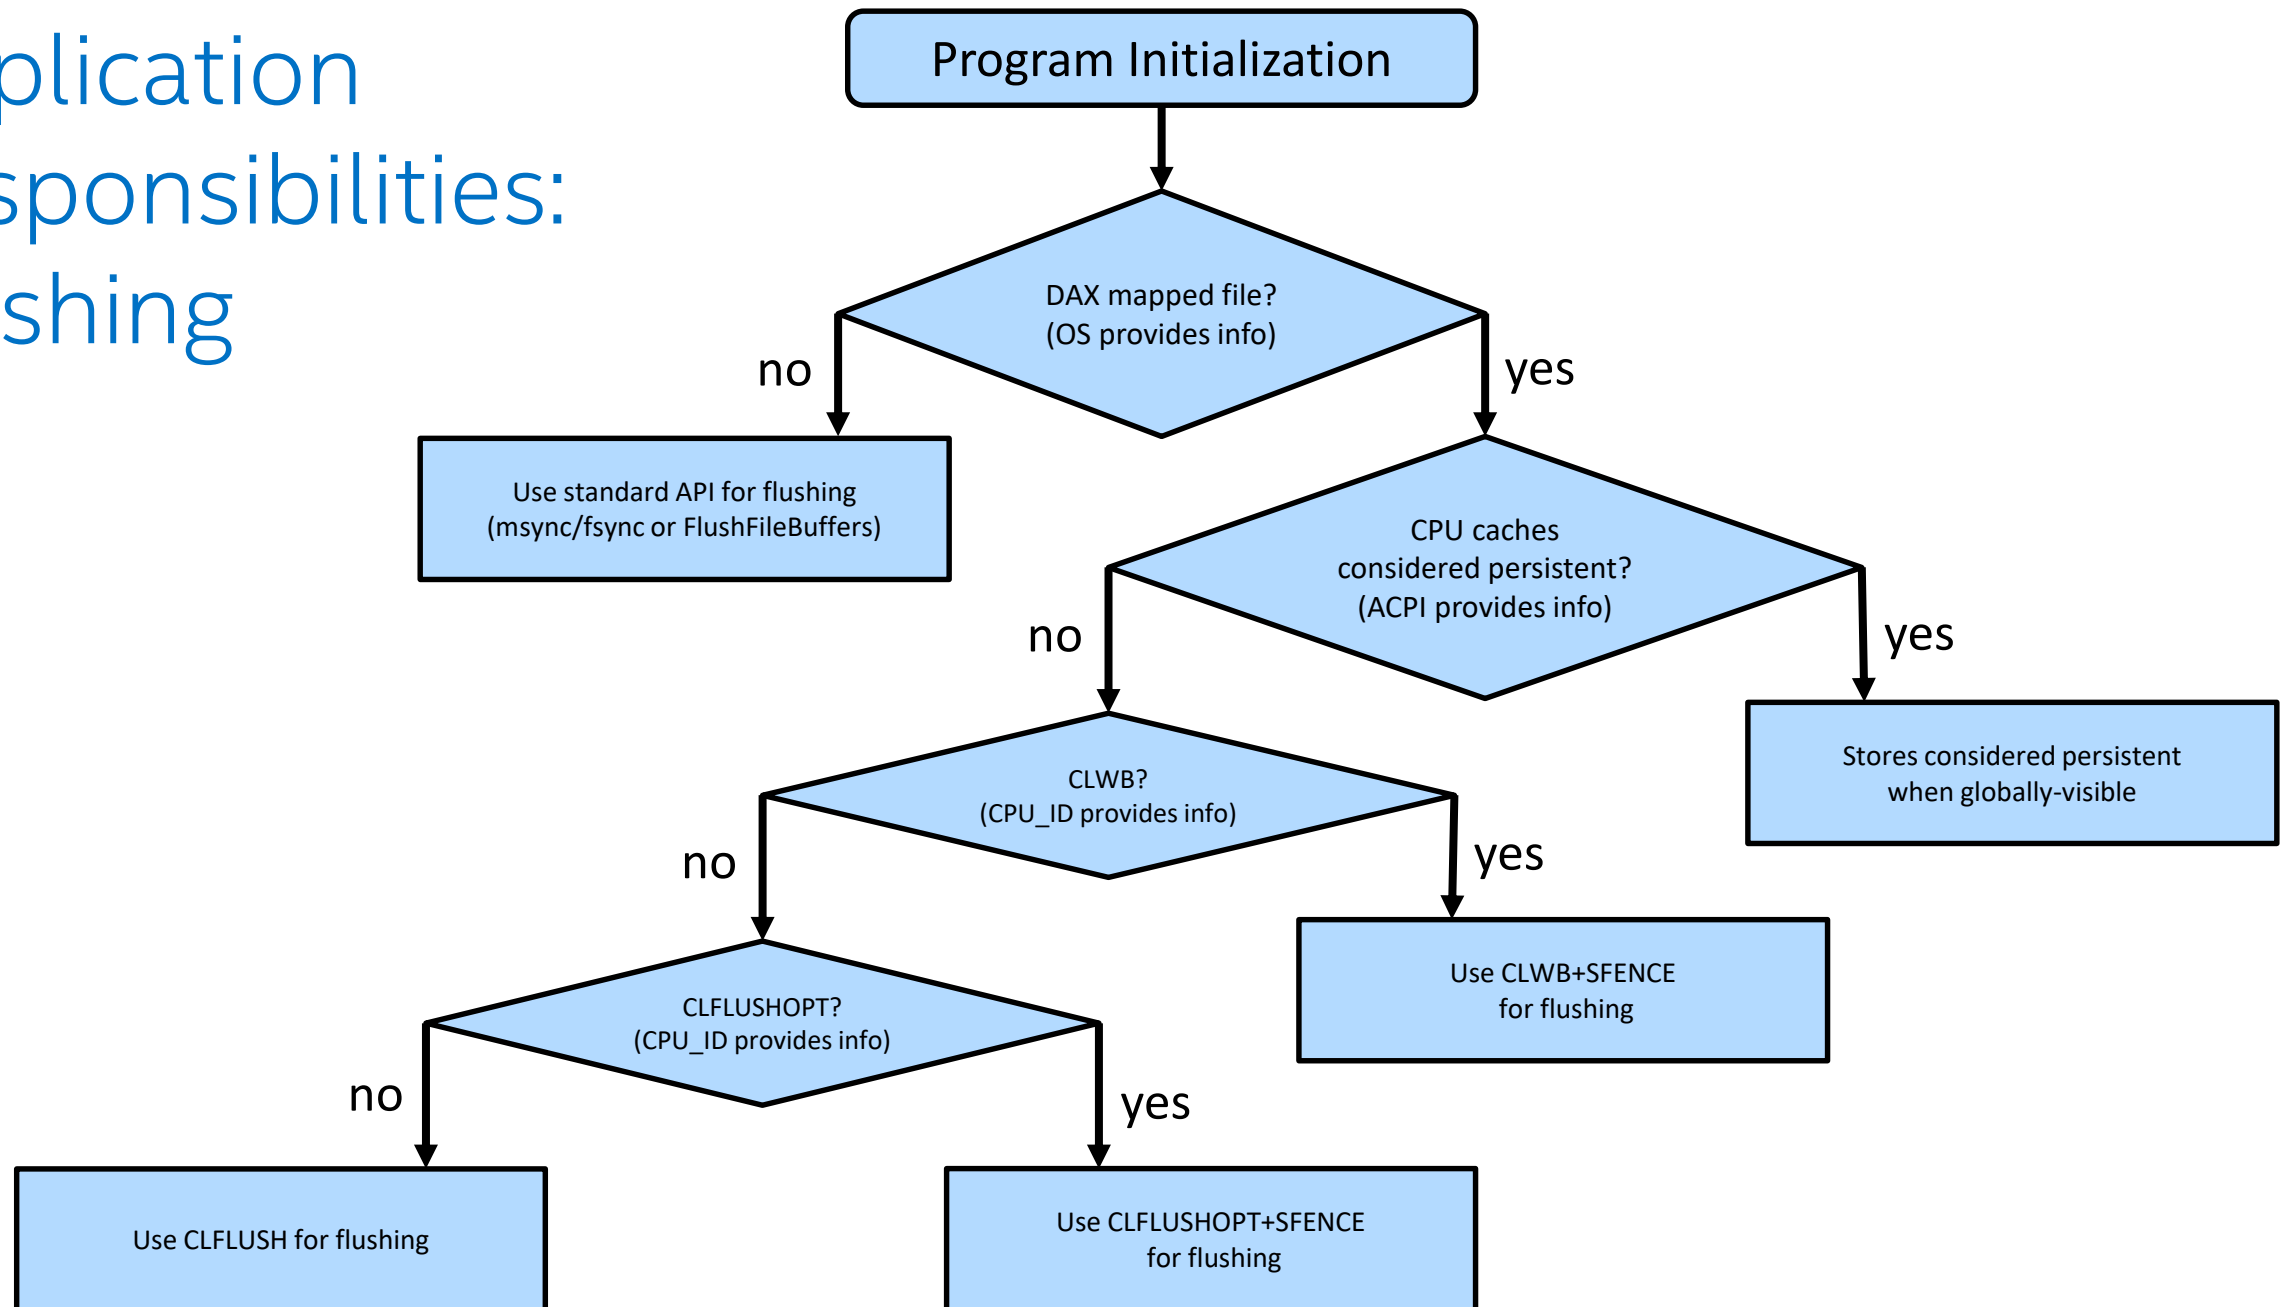 plication
sponsibilities:
shing
Program Initialization
DAX mapped file?
(OS provides info)
no
yes
Use standard API for flushing
(msync/fsync or FlushFileBuffers)
CPU caches
considered persistent?
(ACPI provides info)
no
yes
Stores considered persistent
when globally-visible
CLWB?
(CPU_ID provides info)
no
yes
Use CLWB+SFENCE
for flushing
CLFLUSHOPT?
(CPU_ID provides info)
no
yes
Use CLFLUSH for flushing
Use CLFLUSHOPT+SFENCE
for flushing